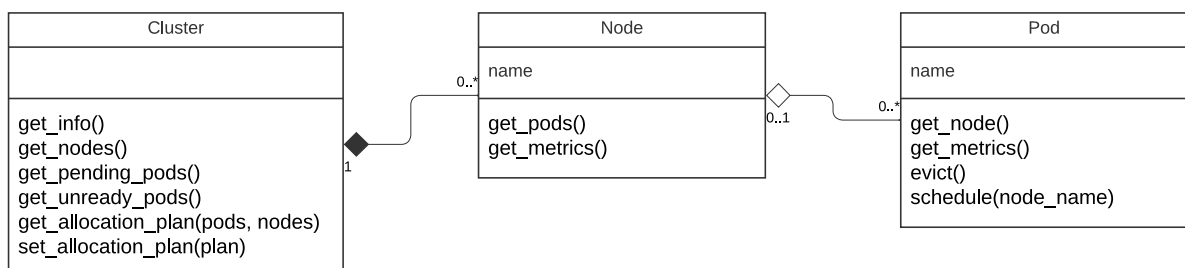 Cluster
get_info()
get_nodes()
get_pending_pods()
get_unready_pods()
get_allocation_plan(pods, nodes)
set_allocation_plan(plan)
1
0..*
Node
name
get_pods()
get_metrics()
0..1
0..*
Pod
name
get_node()
get_metrics()
evict()
schedule(node_name)